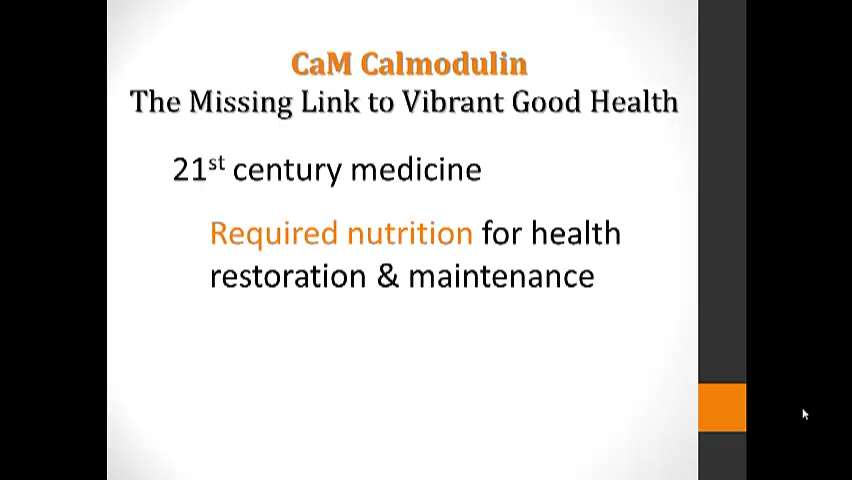 CaM Calmodulin
The Missing Link to Vibrant Good Health
21st century medicine
Required nutrition for health
restoration & maintenance